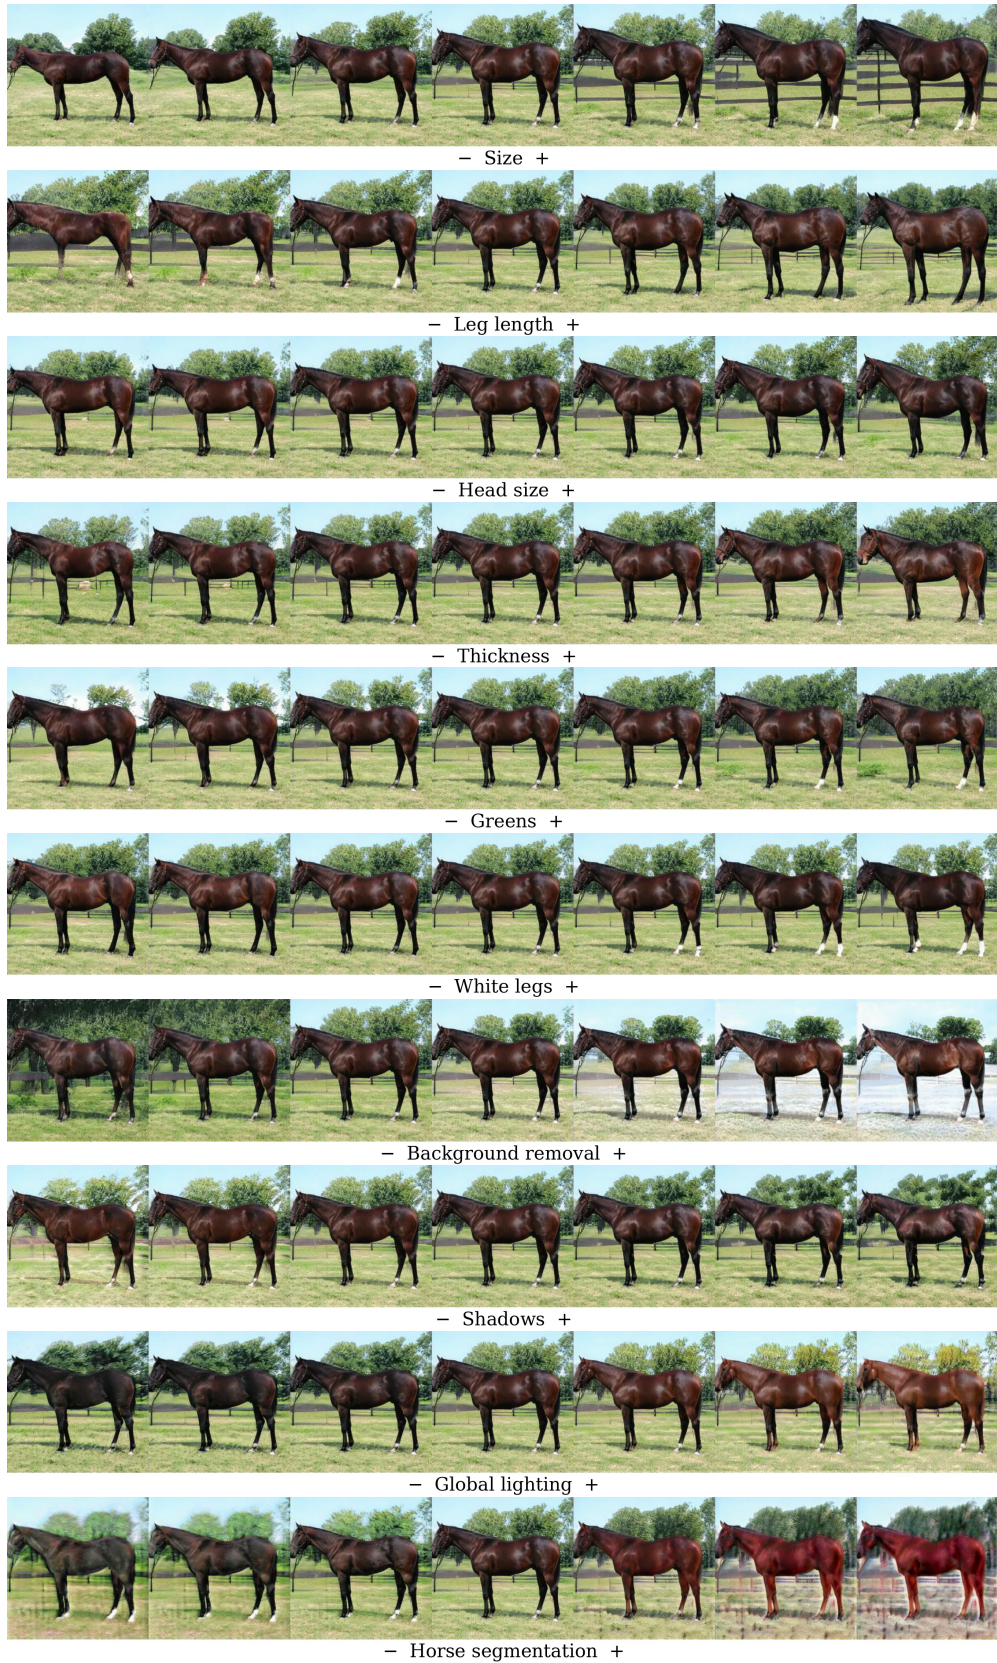 − Size +
− Leg length +
− Head size +
− Thickness +
− Greens +
− White legs +
− Background removal +
− Shadows +
− Global lighting +
− Horse segmentation +